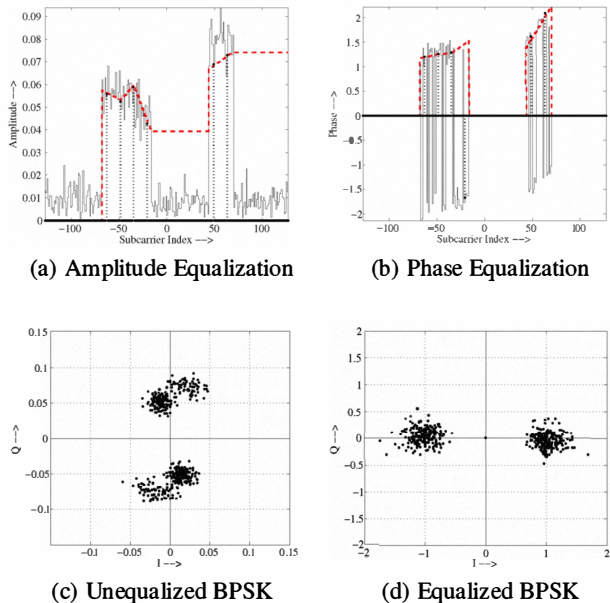 0.09
0.08
0.07
0.06
0.05
0.04
0.03
0.02
0.01
0
Amplitude -->
-100 -50 0 50 100
Subcarrier Index -->
(a) Amplitude Equalization
2
1.5
1
0.5
0
-1
-1.5
-2
Phase -->
-100 -50 0 50 100
Subcarrier Index -->
(b) Phase Equalization
0.15
0.1
0.05
0
-0.05
-0.1
Q -->
-0.1 -0.05 0 0.05 0.1 0.15
I -->
(c) Unequalized BPSK
2
1.5
1
0.5
0
-0.5
-1
-1.5
-2
Q -->
-2 -1 0 1 2
I -->
(d) Equalized BPSK